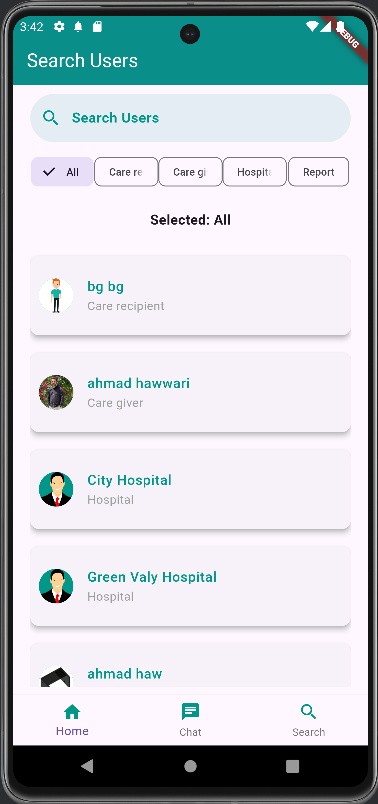 3:42
DEBUG
Search Users
Search Users
All
Care re
Care gi
Hospit
Report
Selected: All
bg bg
Care recipient
ahmad hawwari
Care giver
City Hospital
Hospital
Green Valy Hospital
Hospital
ahmad haw
Home
Chat
Search